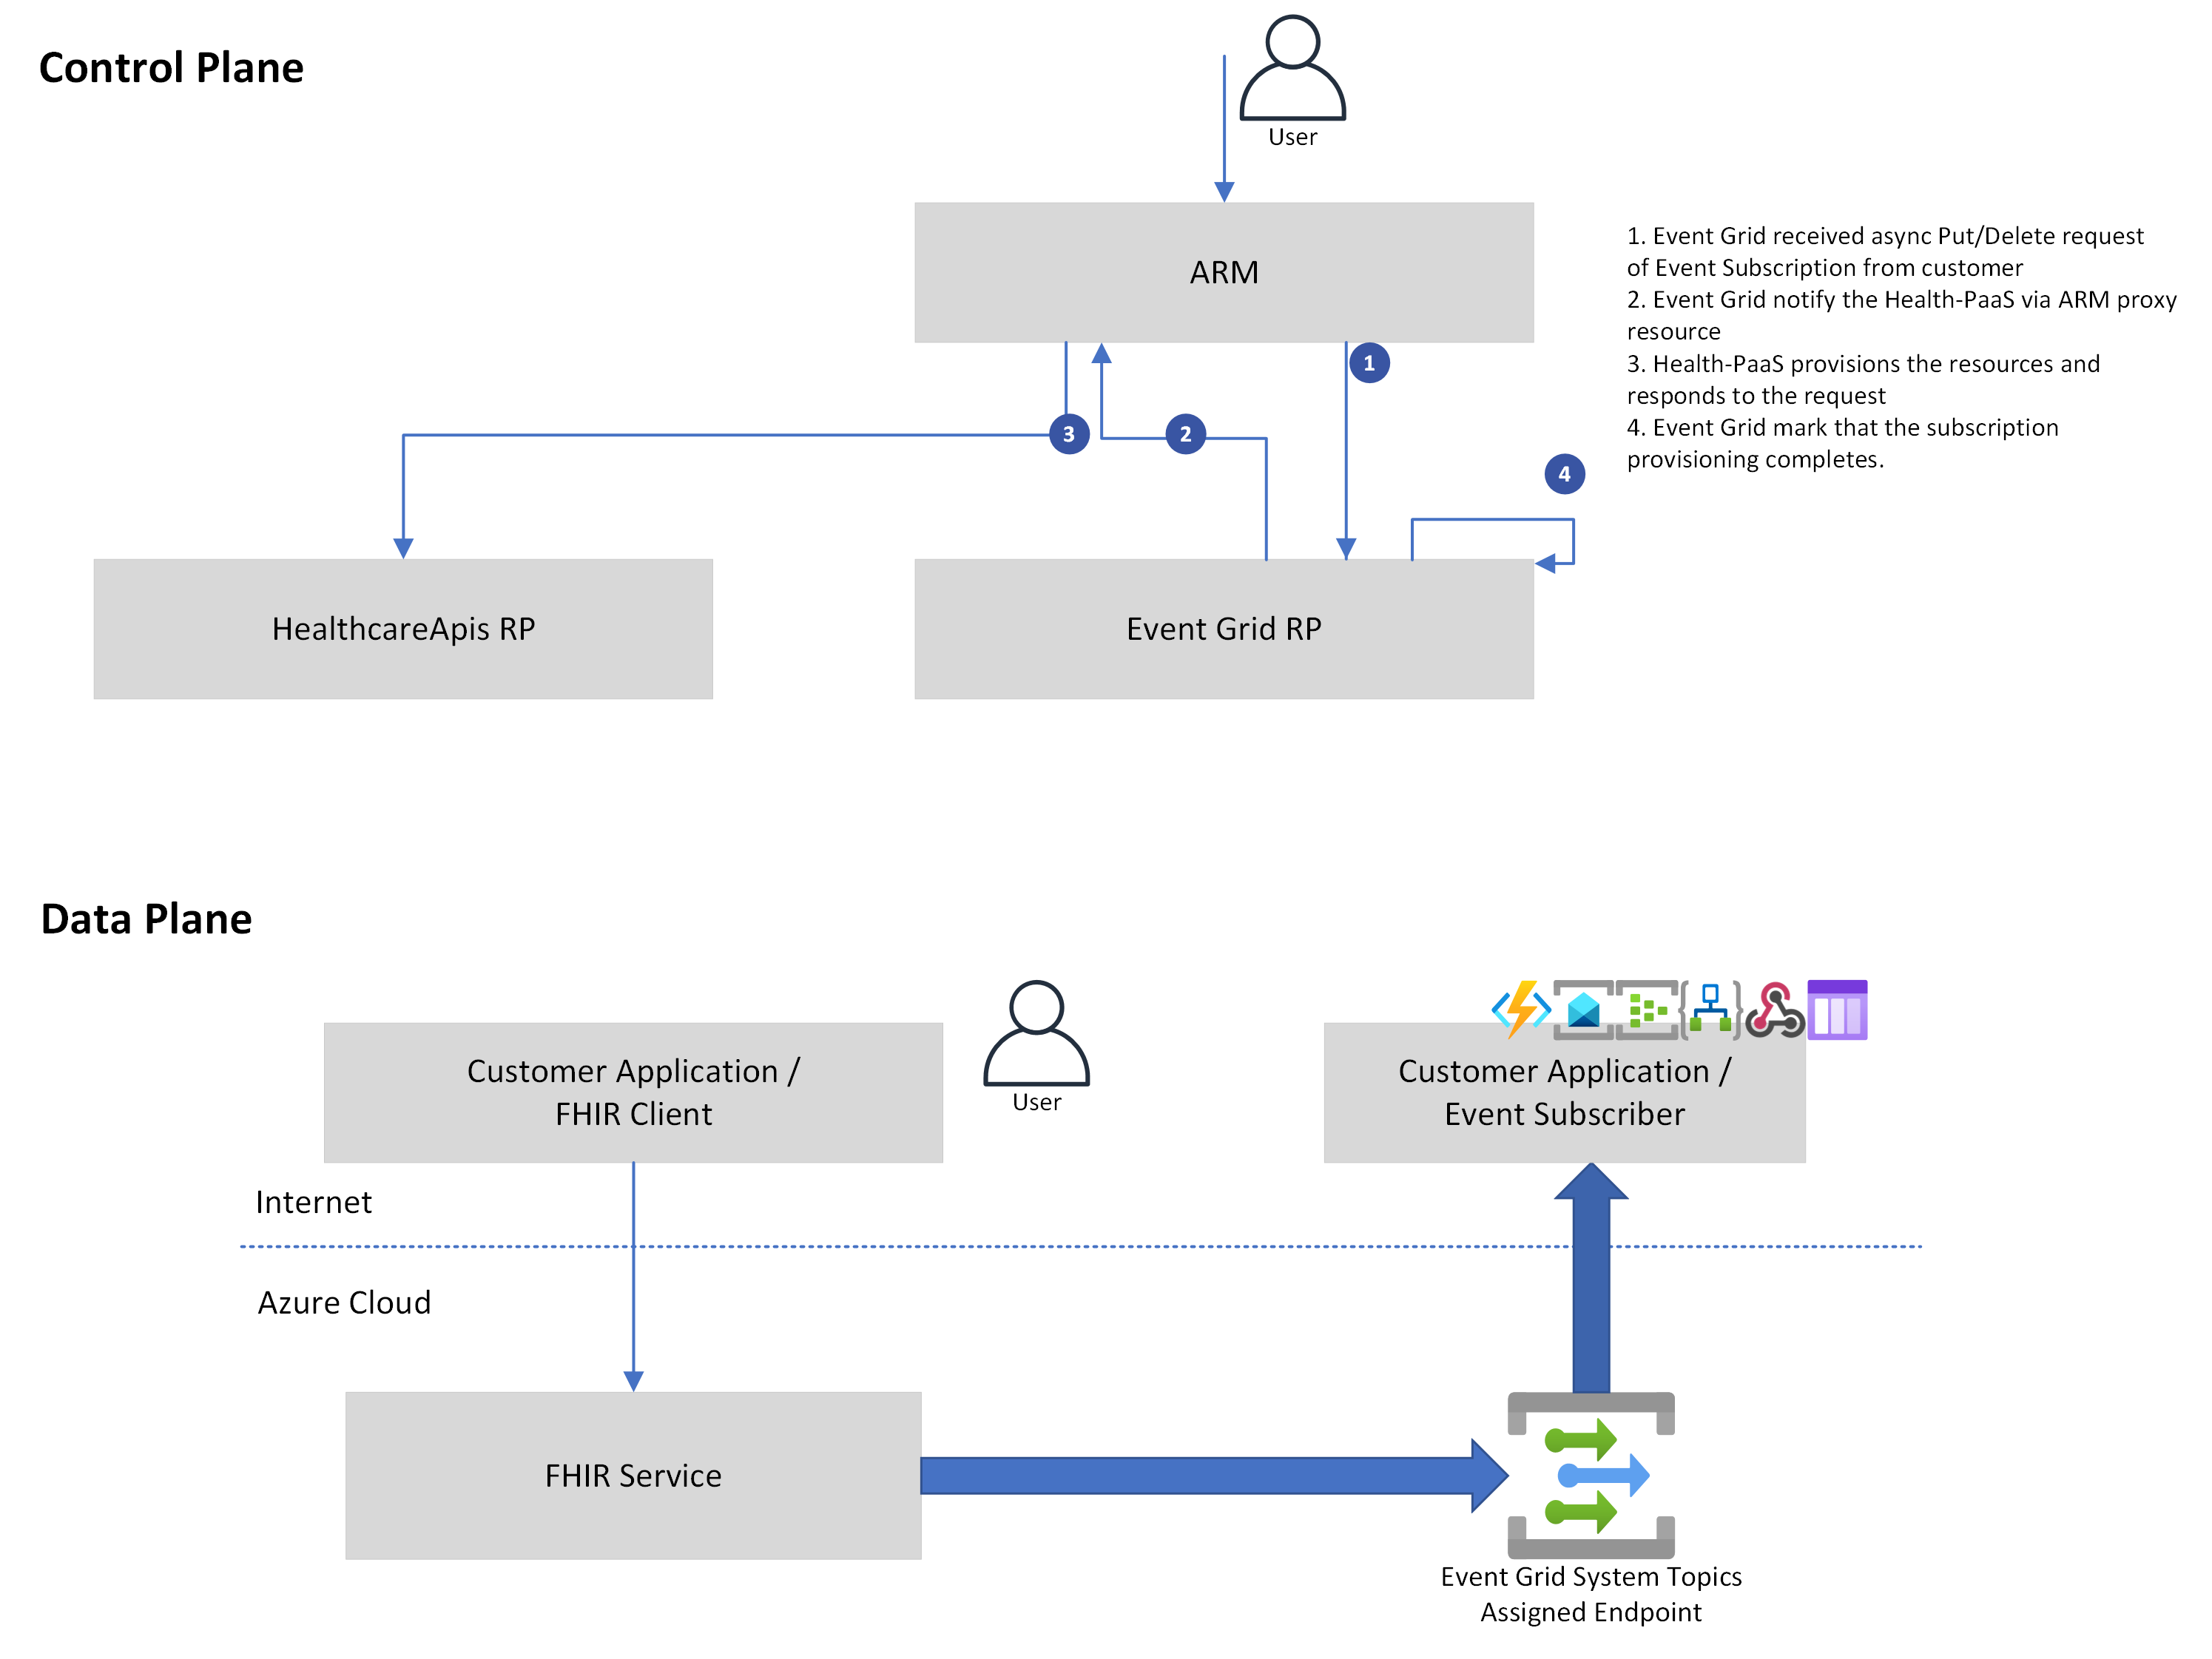 Control Plane
User
ARM
1. Event Grid received async Put/Delete request
of Event Subscription from customer
2. Event Grid notify the Health-PaaS via ARM proxy
resource
3. Health-PaaS provisions the resources and
responds to the request
4. Event Grid mark that the subscription
provisioning completes.
1
3
2
4
HealthcareApis RP
Event Grid RP
Data Plane
Customer Application /
FHIR Client
User
Customer Application /
Event Subscriber
Internet
Azure Cloud
FHIR Service
Event Grid System Topics
Assigned Endpoint